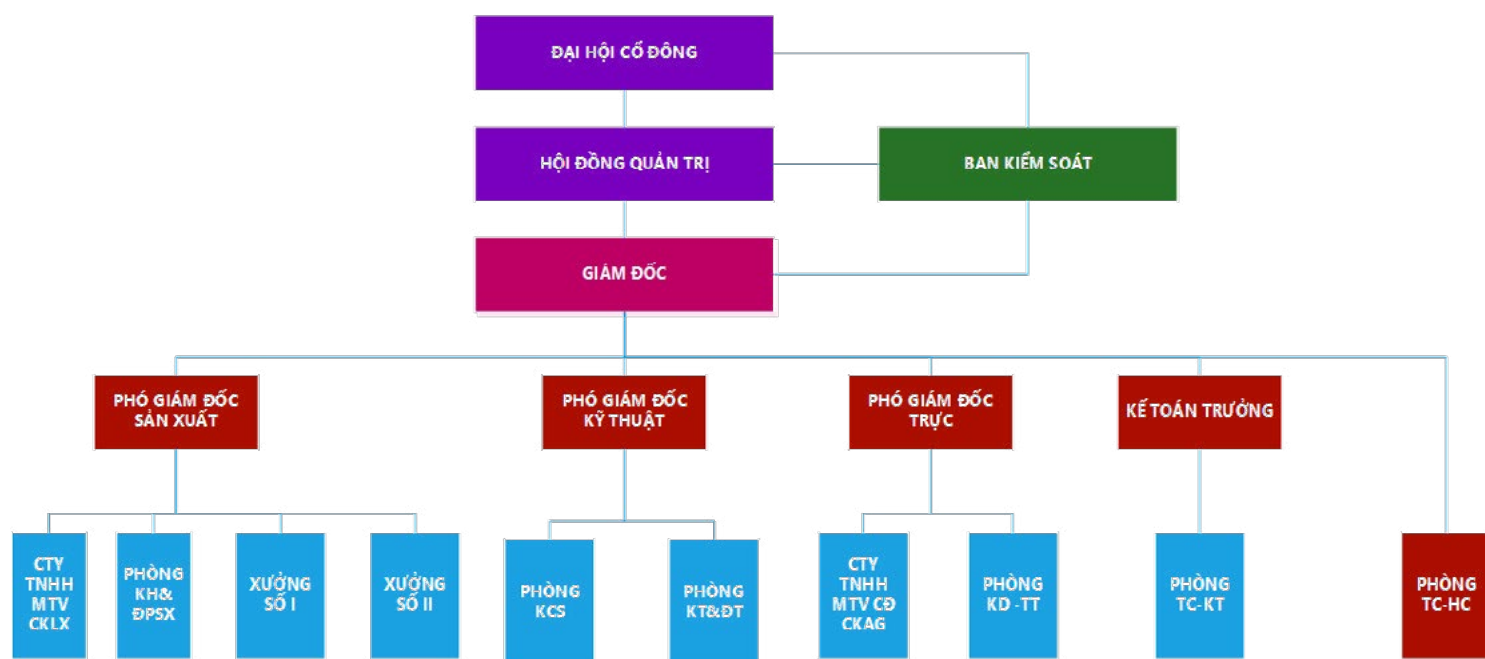 ĐẠI HỘI CỔ ĐÔNG
HỘI ĐỒNG QUẢN TRỊ
BAN KIỂM SOÁT
GIÁM ĐỐC
PHÓ GIÁM ĐỐC
SẢN XUẤT
PHÓ GIÁM ĐỐC
KỸ THUẬT
PHÓ GIÁM ĐỐC
TRỰC
KẾ TOÁN TRƯỞNG
CTY
TNHH
MTV
CKLX
PHÒNG
KH&
ĐPSX
XƯỞNG
SỐ I
XƯỞNG
SỐ II
PHÒNG
KCS
PHÒNG
KT&ĐT
CTY
TNHH
MTV CĐ
CKAG
PHÒNG
KD -TT
PHÒNG
TC-KT
PHÒNG
TC-HC